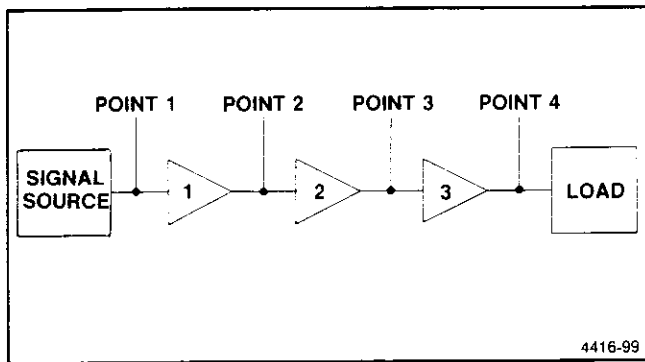 POINT 1 POINT 2 POINT 3 POINT 4
SIGNAL
SOURCE
1
2
3
LOAD
4416-99